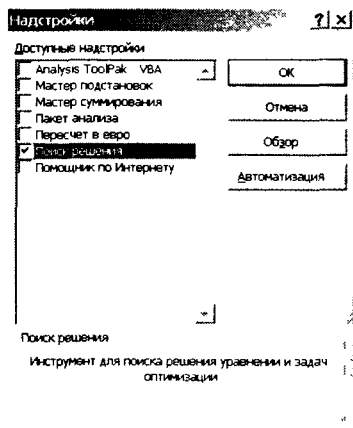 Надстройки
Доступные надстройки
Analysis ToolPak VBA
Мастер подстановок
Мастер суммирования
Пакет анализа
Пересчет в евро
Поиск решения
Помощник по Интернету
OK
Отмена
Обзор
Автоматизация
Поиск решения
Инструмент для поиска решения уравнении и задач
оптимизации